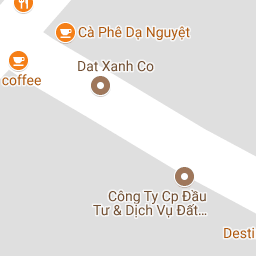 Cà Phê Dạ Nguyệt
coffee
Dat Xanh Co
Công Ty Cp Đầu
Tư & Dịch Vụ Đất...
Desti